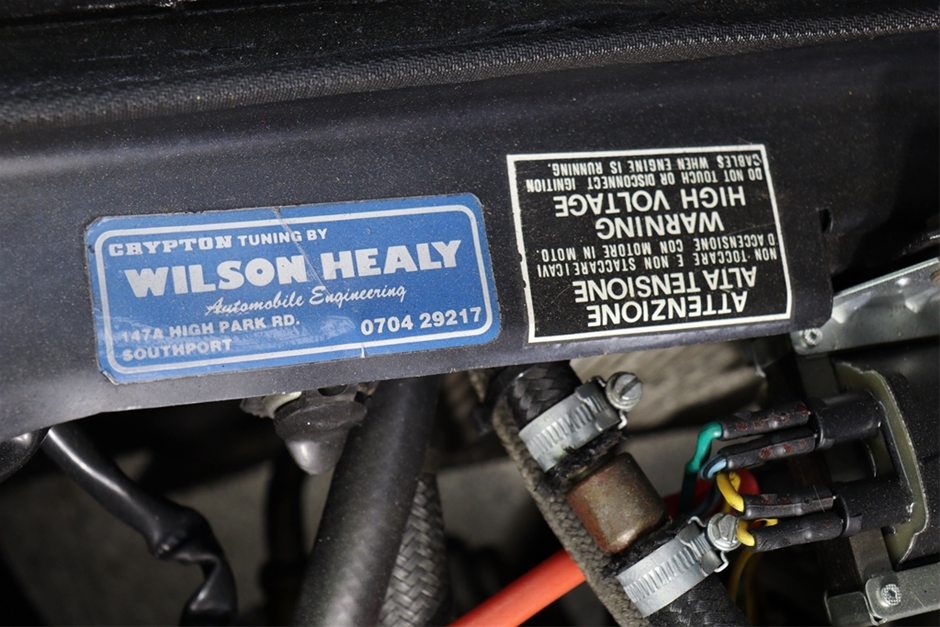 CRYPTON TUNING BY
WILSON HEALY
Automobile Engineering
147A HIGH PARK RD.
SOUTHPORT
0704 29217
ATTENZIONE
ALTA TENSIONE
NON TOCCARE E NON STACCARE I CAVI
D'ACCENSIONE CON MOTORE IN MOTO.
WARNING
HIGH VOLTAGE
DO NOT TOUCH OR DISCONNECT IGNITION
CABLES WHEN ENGINE IS RUNNING.